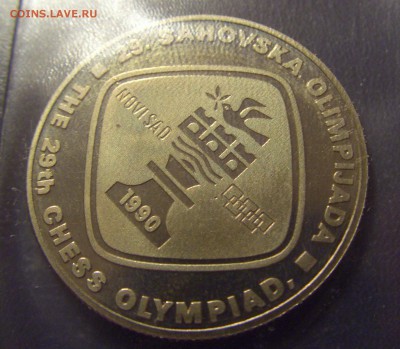 COINS.LAVE.RU
29. ŠAHOVSKA OLIMPIJADA
THE 29th CHESS OLYMPIAD,
NOVI SAD
1990